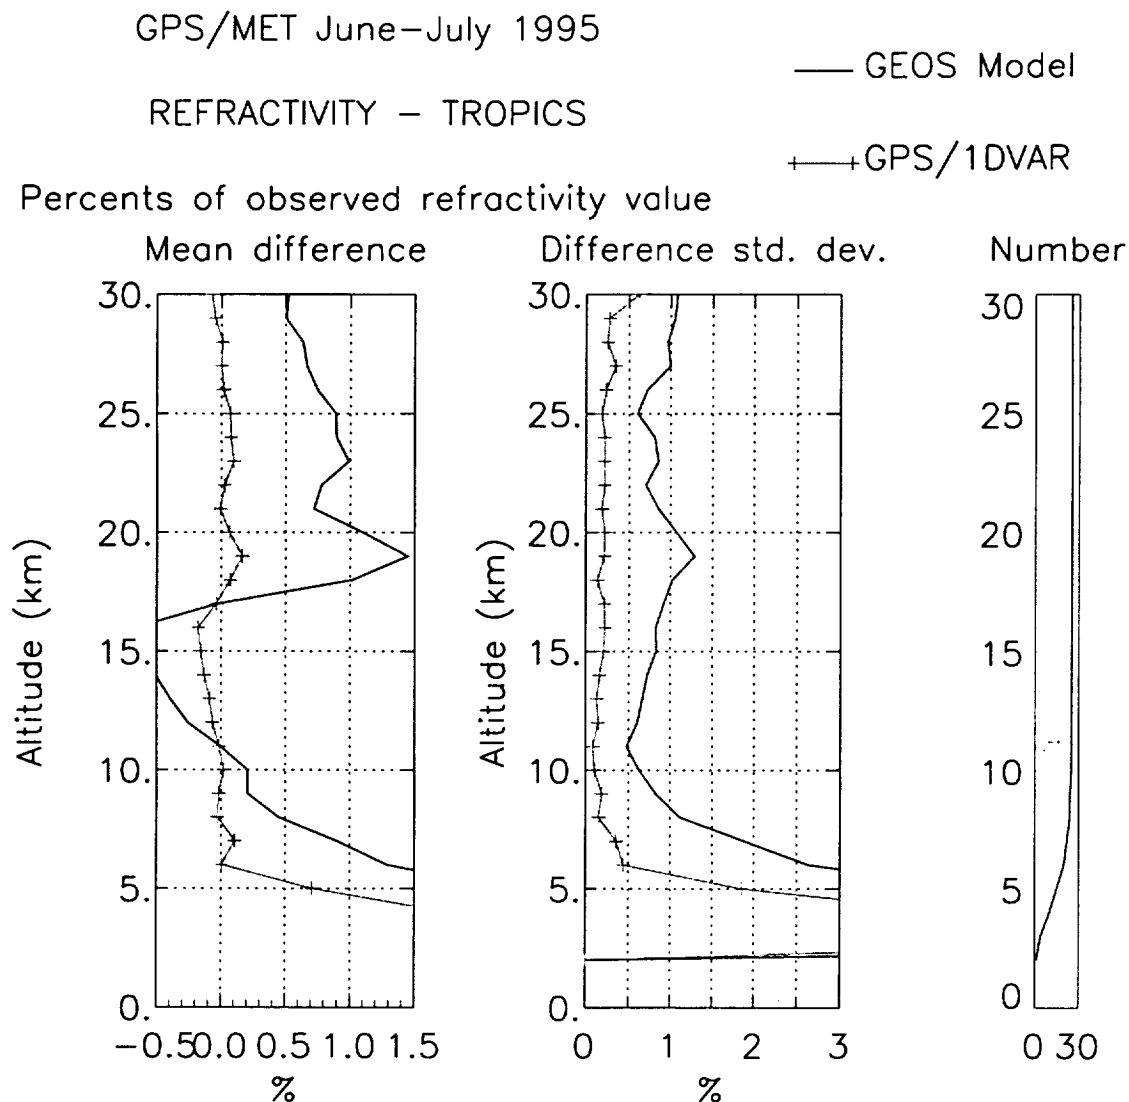 GPS/MET June-July 1995
GEOS Model
REFRACTIVITY - TROPICS
GPS/1DVAR
Percents of observed refractivity value
Mean difference
Difference std. dev.
Number
30.
25.
20.
15.
10.
5.
0.
Altitude (km)
-0.5 0.0 0.5 1.0 1.5
%
30.
25.
20.
15.
10.
5.
0.
Altitude (km)
0 1 2 3
%
30
25
20
15
10
5
0
0 30